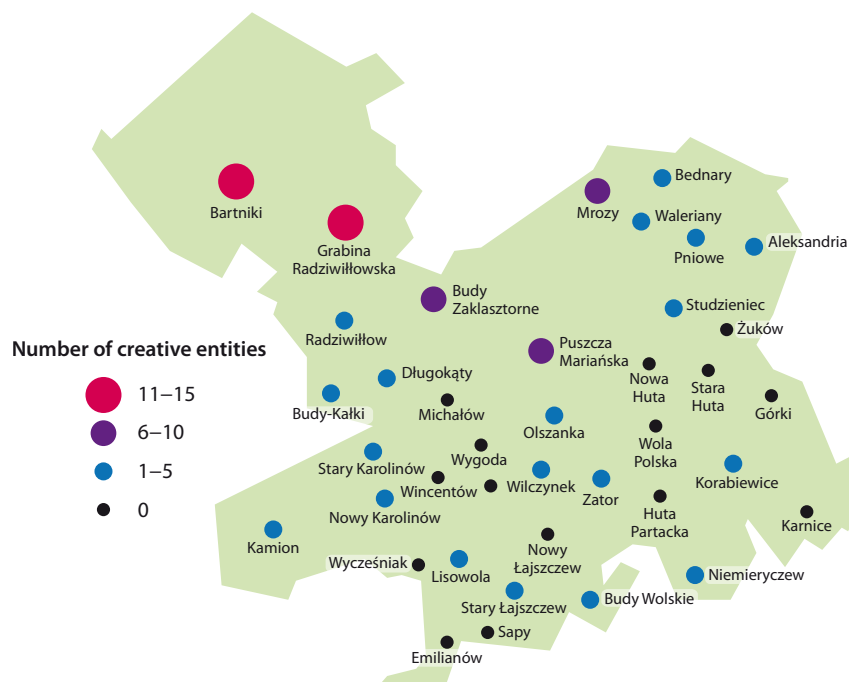 Bednary
Bartniki
Mrozy
Waleriany
Aleksandria
Pniowe
Grabina
Radziwiłłowska
Budy
Zaklasztorne
Studzieniec
Żuków
Radziwiłłow
Puszcza
Mariańska
Number of creative entities
11–15
6–10
1–5
0
Długokąty
Nowa
Huta
Stara
Huta
Budy-Kałki
Michałów
Górki
Olszanka
Wola
Polska
Stary Karolinów
Wygoda
Wincentów
Wilczynek
Zator
Korabiewice
Nowy Karolinów
Huta
Partacka
Karnice
Kamion
Wycześniak
Lisowola
Nowy
Łajszczew
Niemieryczew
Stary Łajszczew
Budy Wolskie
Sapy
Emilianów